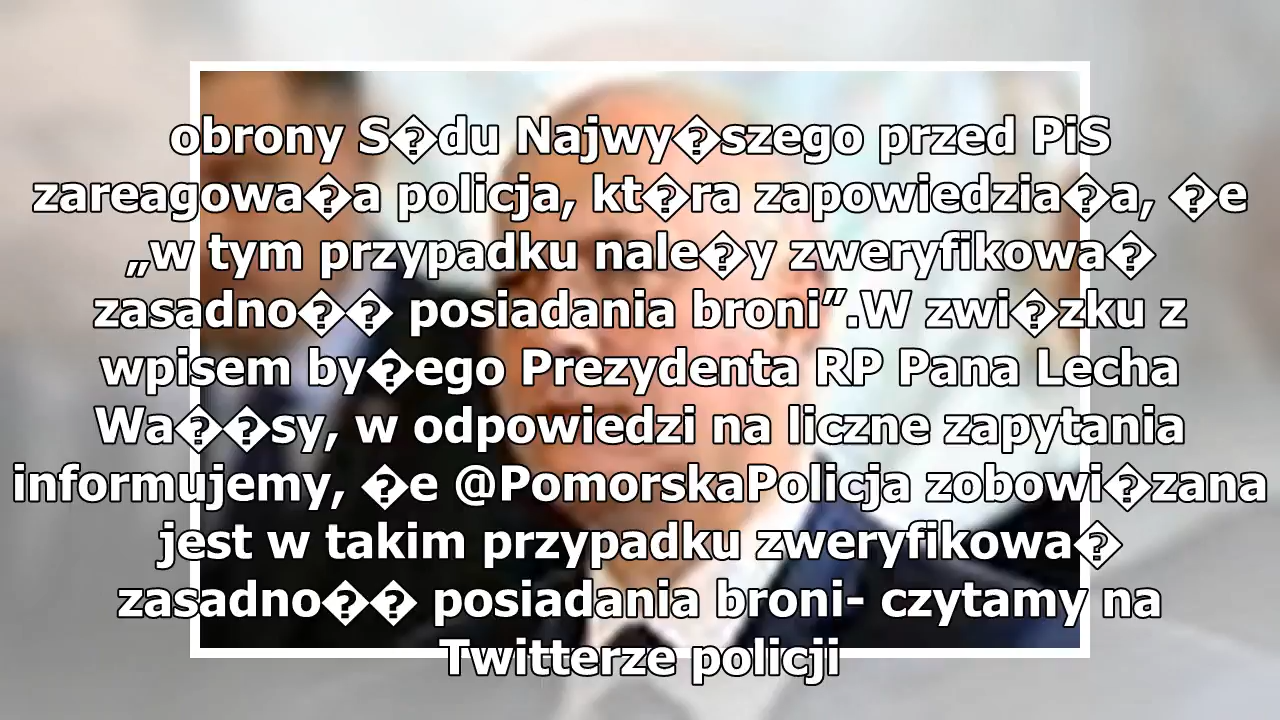 obrony S�du Najwy�szego przed PiS
zareagowa�a policja, kt�ra zapowiedzia�a, �e
„w tym przypadku nale�y zweryfikowa�
zasadno�� posiadania broni”.W zwi�zku z
wpisem by�ego Prezydenta RP Pana Lecha
Wa��sy, w odpowiedzi na liczne zapytania
informujemy, �e @PomorskaPolicja zobowi�zana
jest w takim przypadku zweryfikowa�
zasadno�� posiadania broni- czytamy na
Twitterze policji